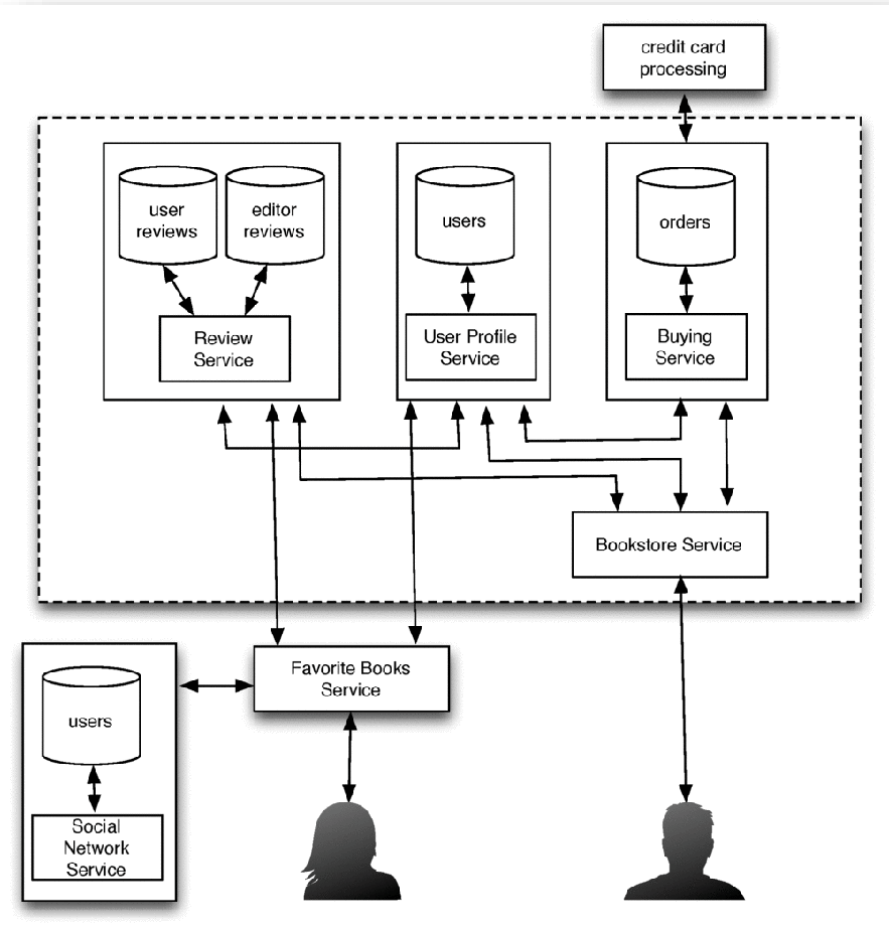 credit card
processing
user
reviews
editor
reviews
users
orders
Review
Service
User Profile
Service
Buying
Service
Bookstore Service
Favorite Books
Service
users
Social
Network
Service